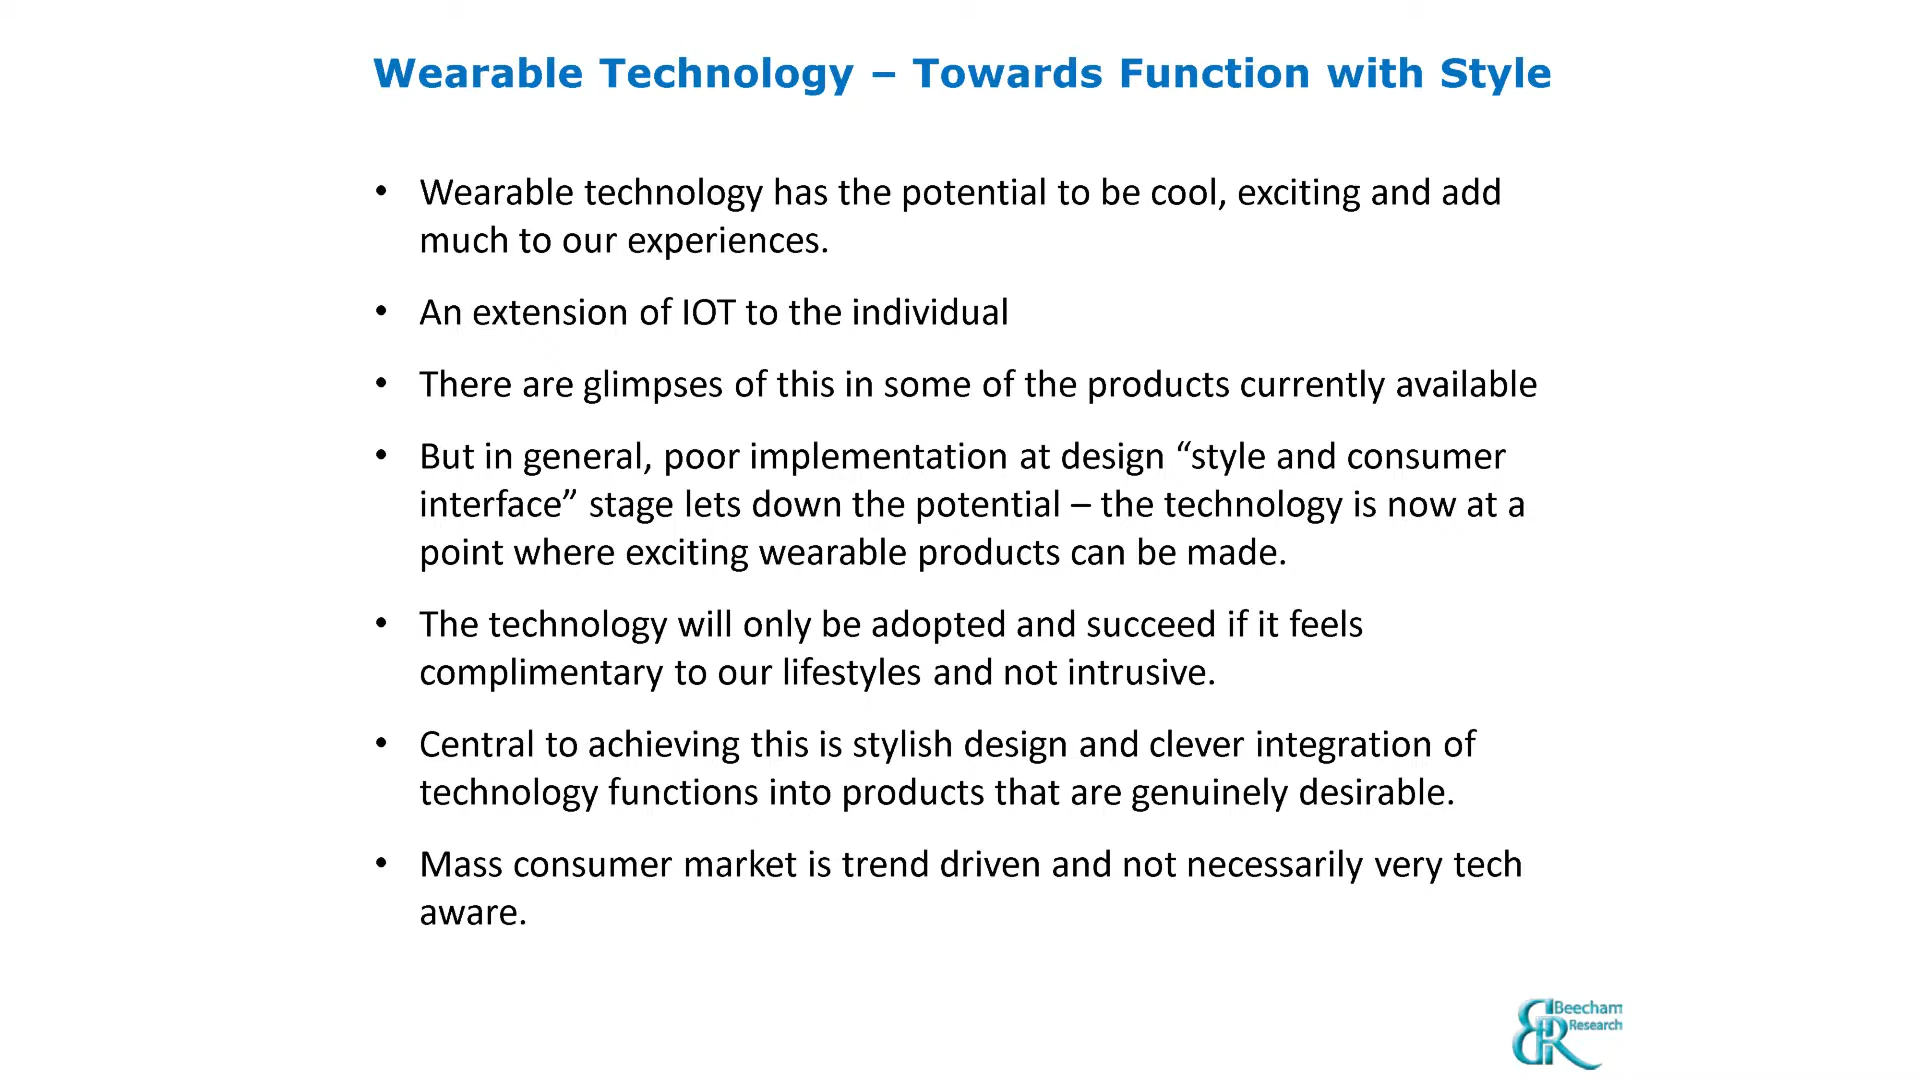 Wearable Technology – Towards Function with Style
• Wearable technology has the potential to be cool, exciting and add
much to our experiences.
• An extension of IOT to the individual
• There are glimpses of this in some of the products currently available
• But in general, poor implementation at design “style and consumer
interface” stage lets down the potential – the technology is now at a
point where exciting wearable products can be made.
• The technology will only be adopted and succeed if it feels
complimentary to our lifestyles and not intrusive.
• Central to achieving this is stylish design and clever integration of
technology functions into products that are genuinely desirable.
• Mass consumer market is trend driven and not necessarily very tech
aware.
Beecham
Research